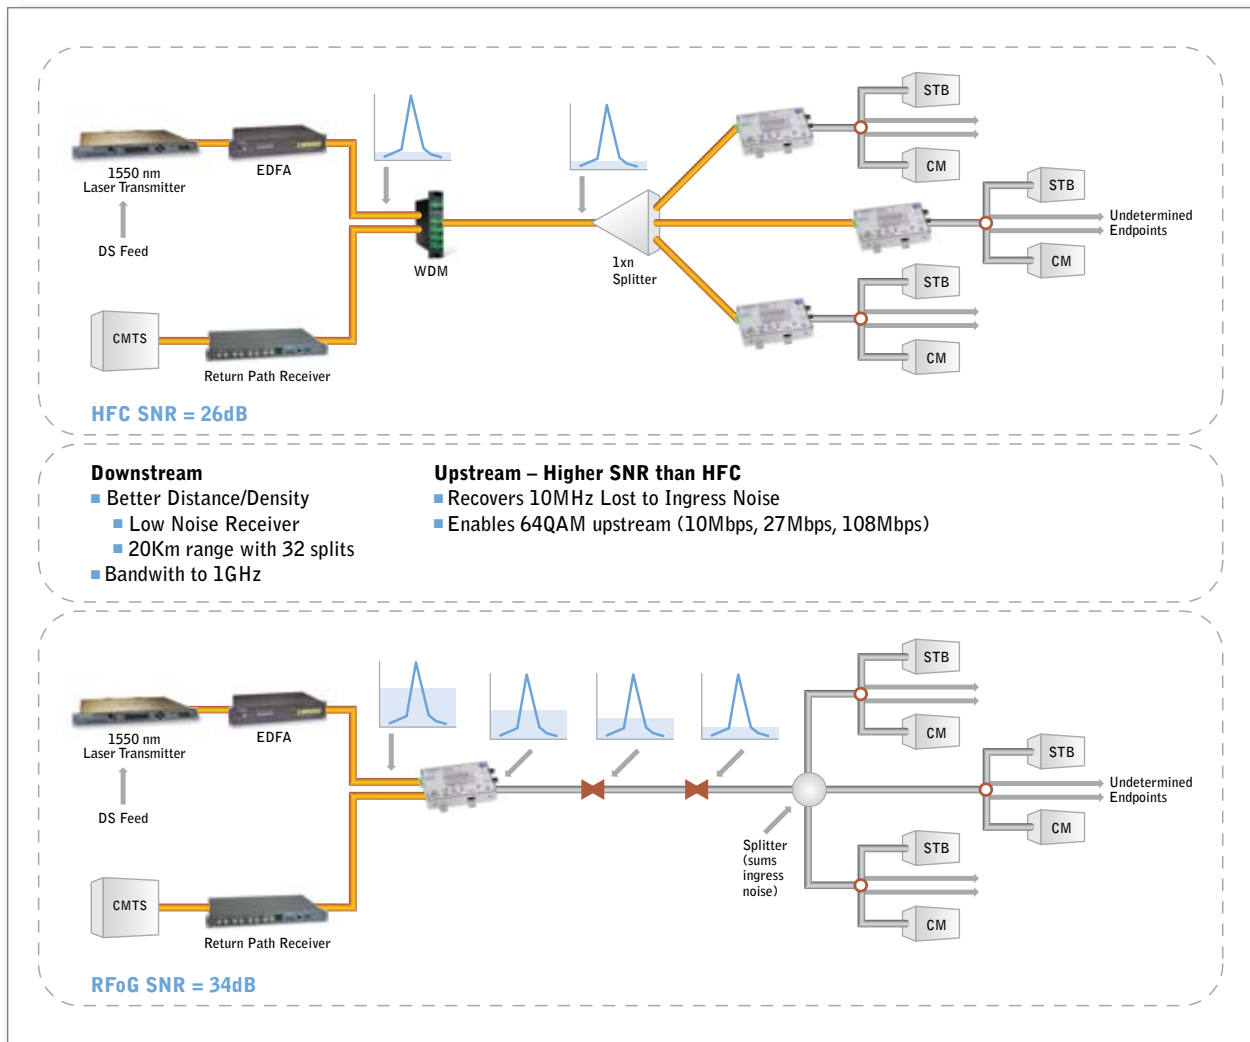 STB
1550 nm
Laser Transmitter
EDFA
CM
DS Feed
WDM
1xn
Splitter
STB
Undetermined
Endpoints
CM
STB
CMTS
Return Path Receiver
CM
HFC SNR = 26dB
Downstream
Better Distance/Density
Low Noise Receiver
20Km range with 32 splits
Bandwith to 1GHz
Upstream – Higher SNR than HFC
Recovers 10MHz Lost to Ingress Noise
Enables 64QAM upstream (10Mbps, 27Mbps, 108Mbps)
STB
1550 nm
Laser Transmitter
EDFA
CM
DS Feed
STB
Undetermined
Endpoints
CM
Splitter
(sums
ingress
noise)
STB
CMTS
Return Path Receiver
CM
RFoG SNR = 34dB